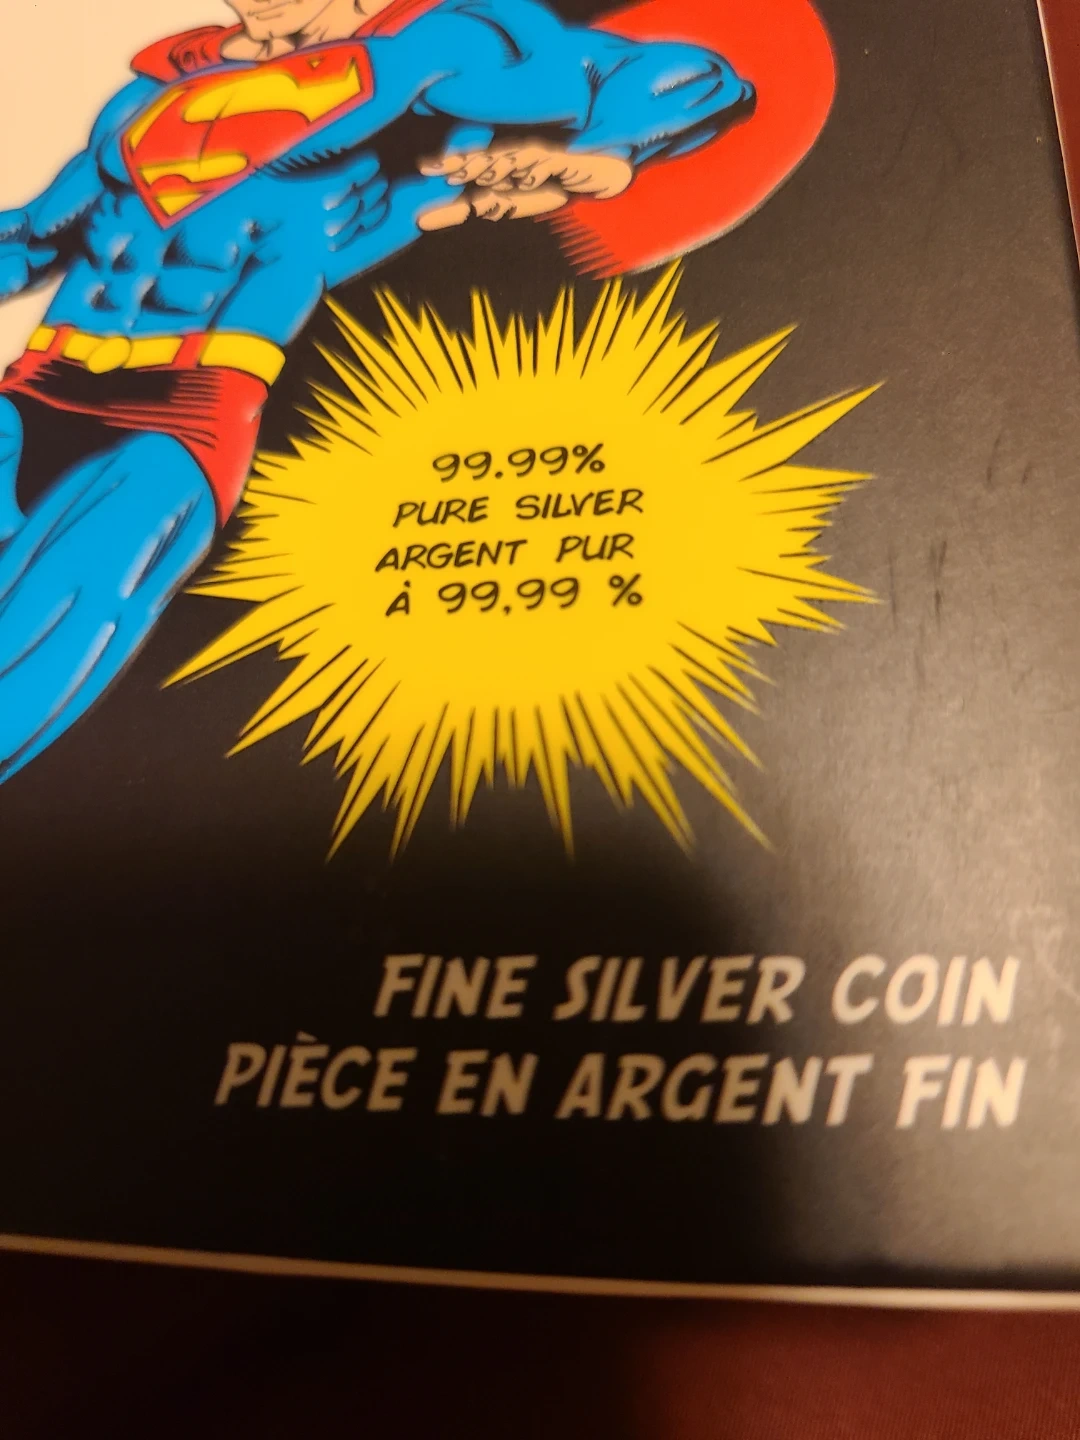 99.99%
PURE SILVER
ARGENT PUR
À 99,99 %
FINE SILVER COIN
PIÈCE EN ARGENT FIN